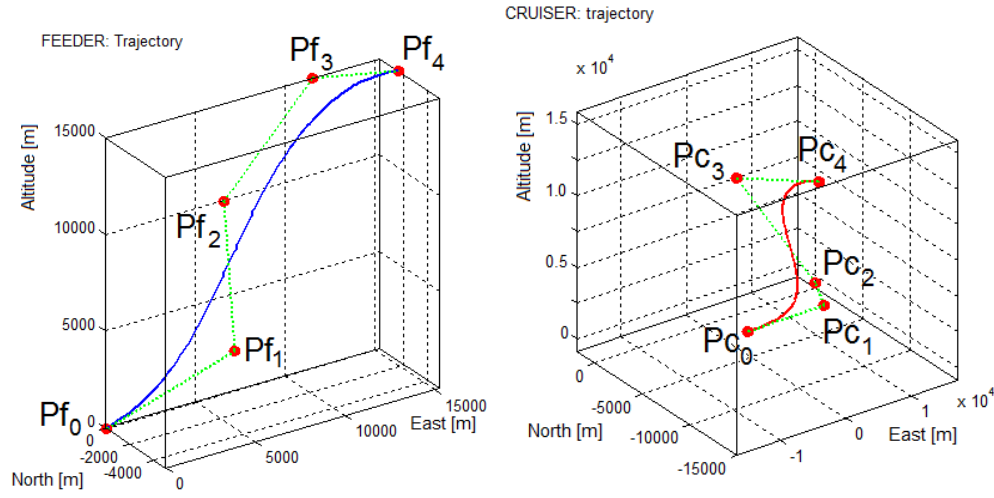 FEEDER: Trajectory
Pf3
Pf4
15000
Altitude [m]
10000
Pf2
5000
Pf1
Pf0
0
0
-2000
-4000
North [m]
0
5000
10000
15000
East [m]
CRUISER: trajectory
x 10^4
1.5
Altitude [m]
1.0
0.5
0
Pc3
Pc4
Pc2
Pc0
Pc1
0
-5000
-10000
-15000
North [m]
-1
0
1
x 10^4
East [m]